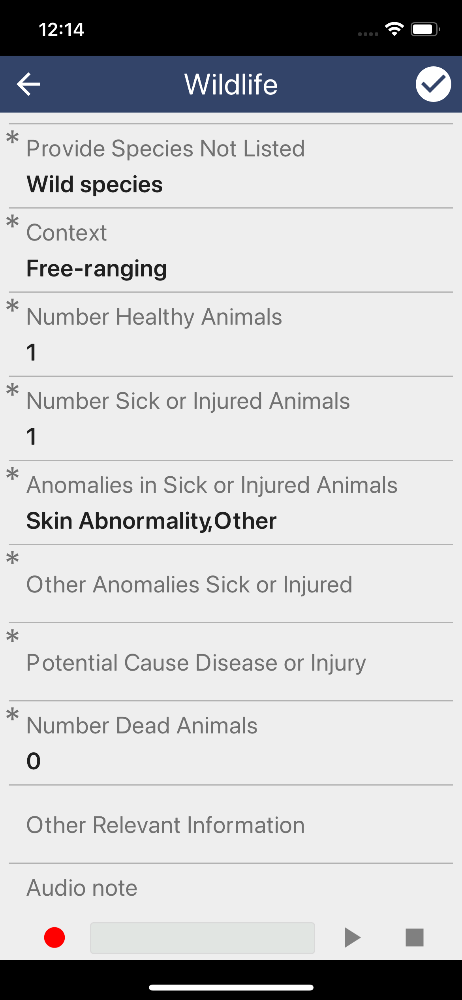 12:14
Wildlife
* Provide Species Not Listed
Wild species
* Context
Free-ranging
* Number Healthy Animals
1
* Number Sick or Injured Animals
1
* Anomalies in Sick or Injured Animals
Skin Abnormality,Other
* Other Anomalies Sick or Injured
* Potential Cause Disease or Injury
* Number Dead Animals
0
Other Relevant Information
Audio note